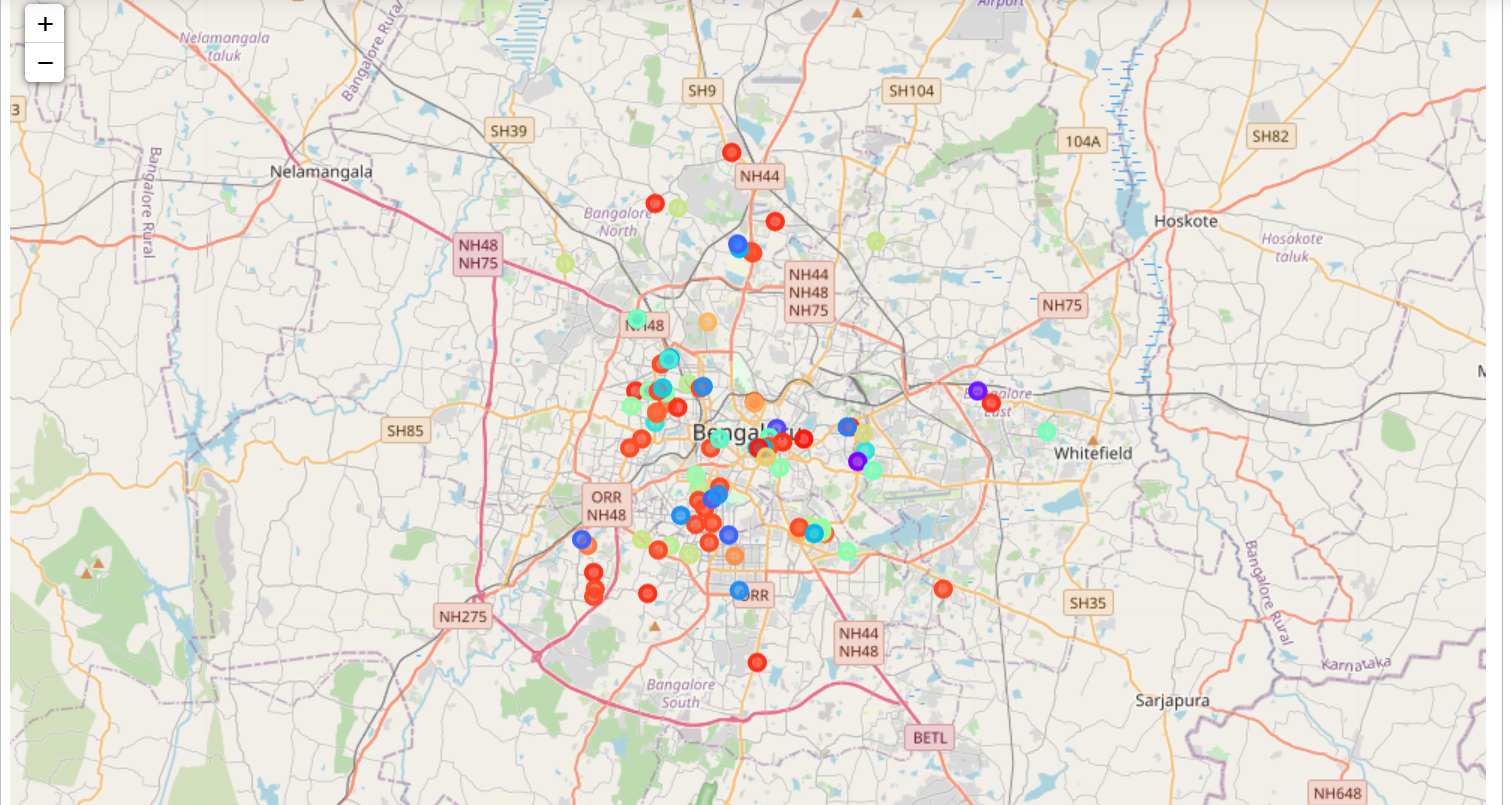 +
−
Airport
Nelamangala
taluk
Bangalore Rura
SH9
SH104
3
SH39
104A
SH82
Bangalore Rural
Nelamangala
NH44
Bangalore
North
Hoskote
NH48
NH75
Hosakote
taluk
NH44
NH48
NH75
NH75
NH48
M
Bangalore
East
SH85
Bengaluru
Whitefield
ORR
NH48
Bangalore Rural
ORR
SH35
NH275
NH44
NH48
Karnataka
Bangalore
South
Sarjapura
BETL
NH648